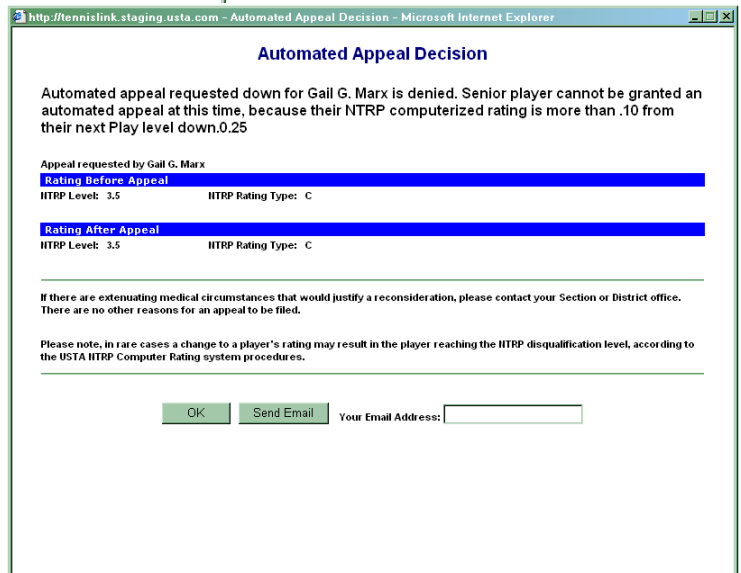 http://tennislink.staging.usta.com - Automated Appeal Decision - Microsoft Internet Explorer
Automated Appeal Decision
Automated appeal requested down for Gail G. Marx is denied. Senior player cannot be granted an
automated appeal at this time, because their NTRP computerized rating is more than .10 from
their next Play level down.0.25
Appeal requested by Gail G. Marx
Rating Before Appeal
NTRP Level: 3.5 NTRP Rating Type: C
Rating After Appeal
NTRP Level: 3.5 NTRP Rating Type: C
If there are extenuating medical circumstances that would justify a reconsideration, please contact your Section or District office.
There are no other reasons for an appeal to be filed.
Please note, in rare cases a change to a player's rating may result in the player reaching the NTRP disqualification level, according to
the USTA NTRP Computer Rating system procedures.
OK Send Email Your Email Address: